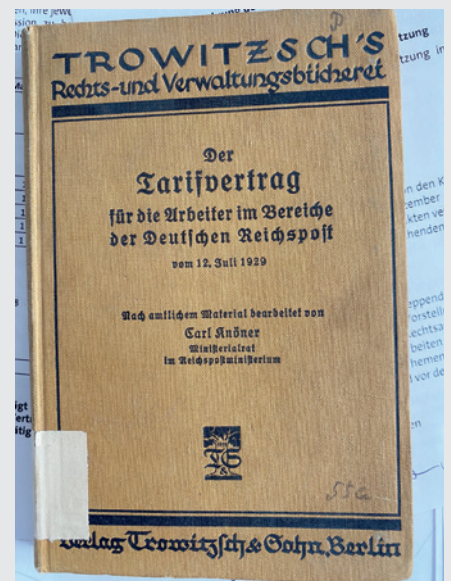 TROWITZSCH'S
Rechts- und Verwaltungsbücherei
Der
Tarifvertrag
für die Arbeiter im Bereiche
der Deutschen Reichspost
vom 12. Juli 1929
Nach amtlichem Material bearbeitet von
Carl Knöner
Ministerialrat
im Reichspostministerium
T&S
55a
Verlag Trowitzsch & Sohn, Berlin